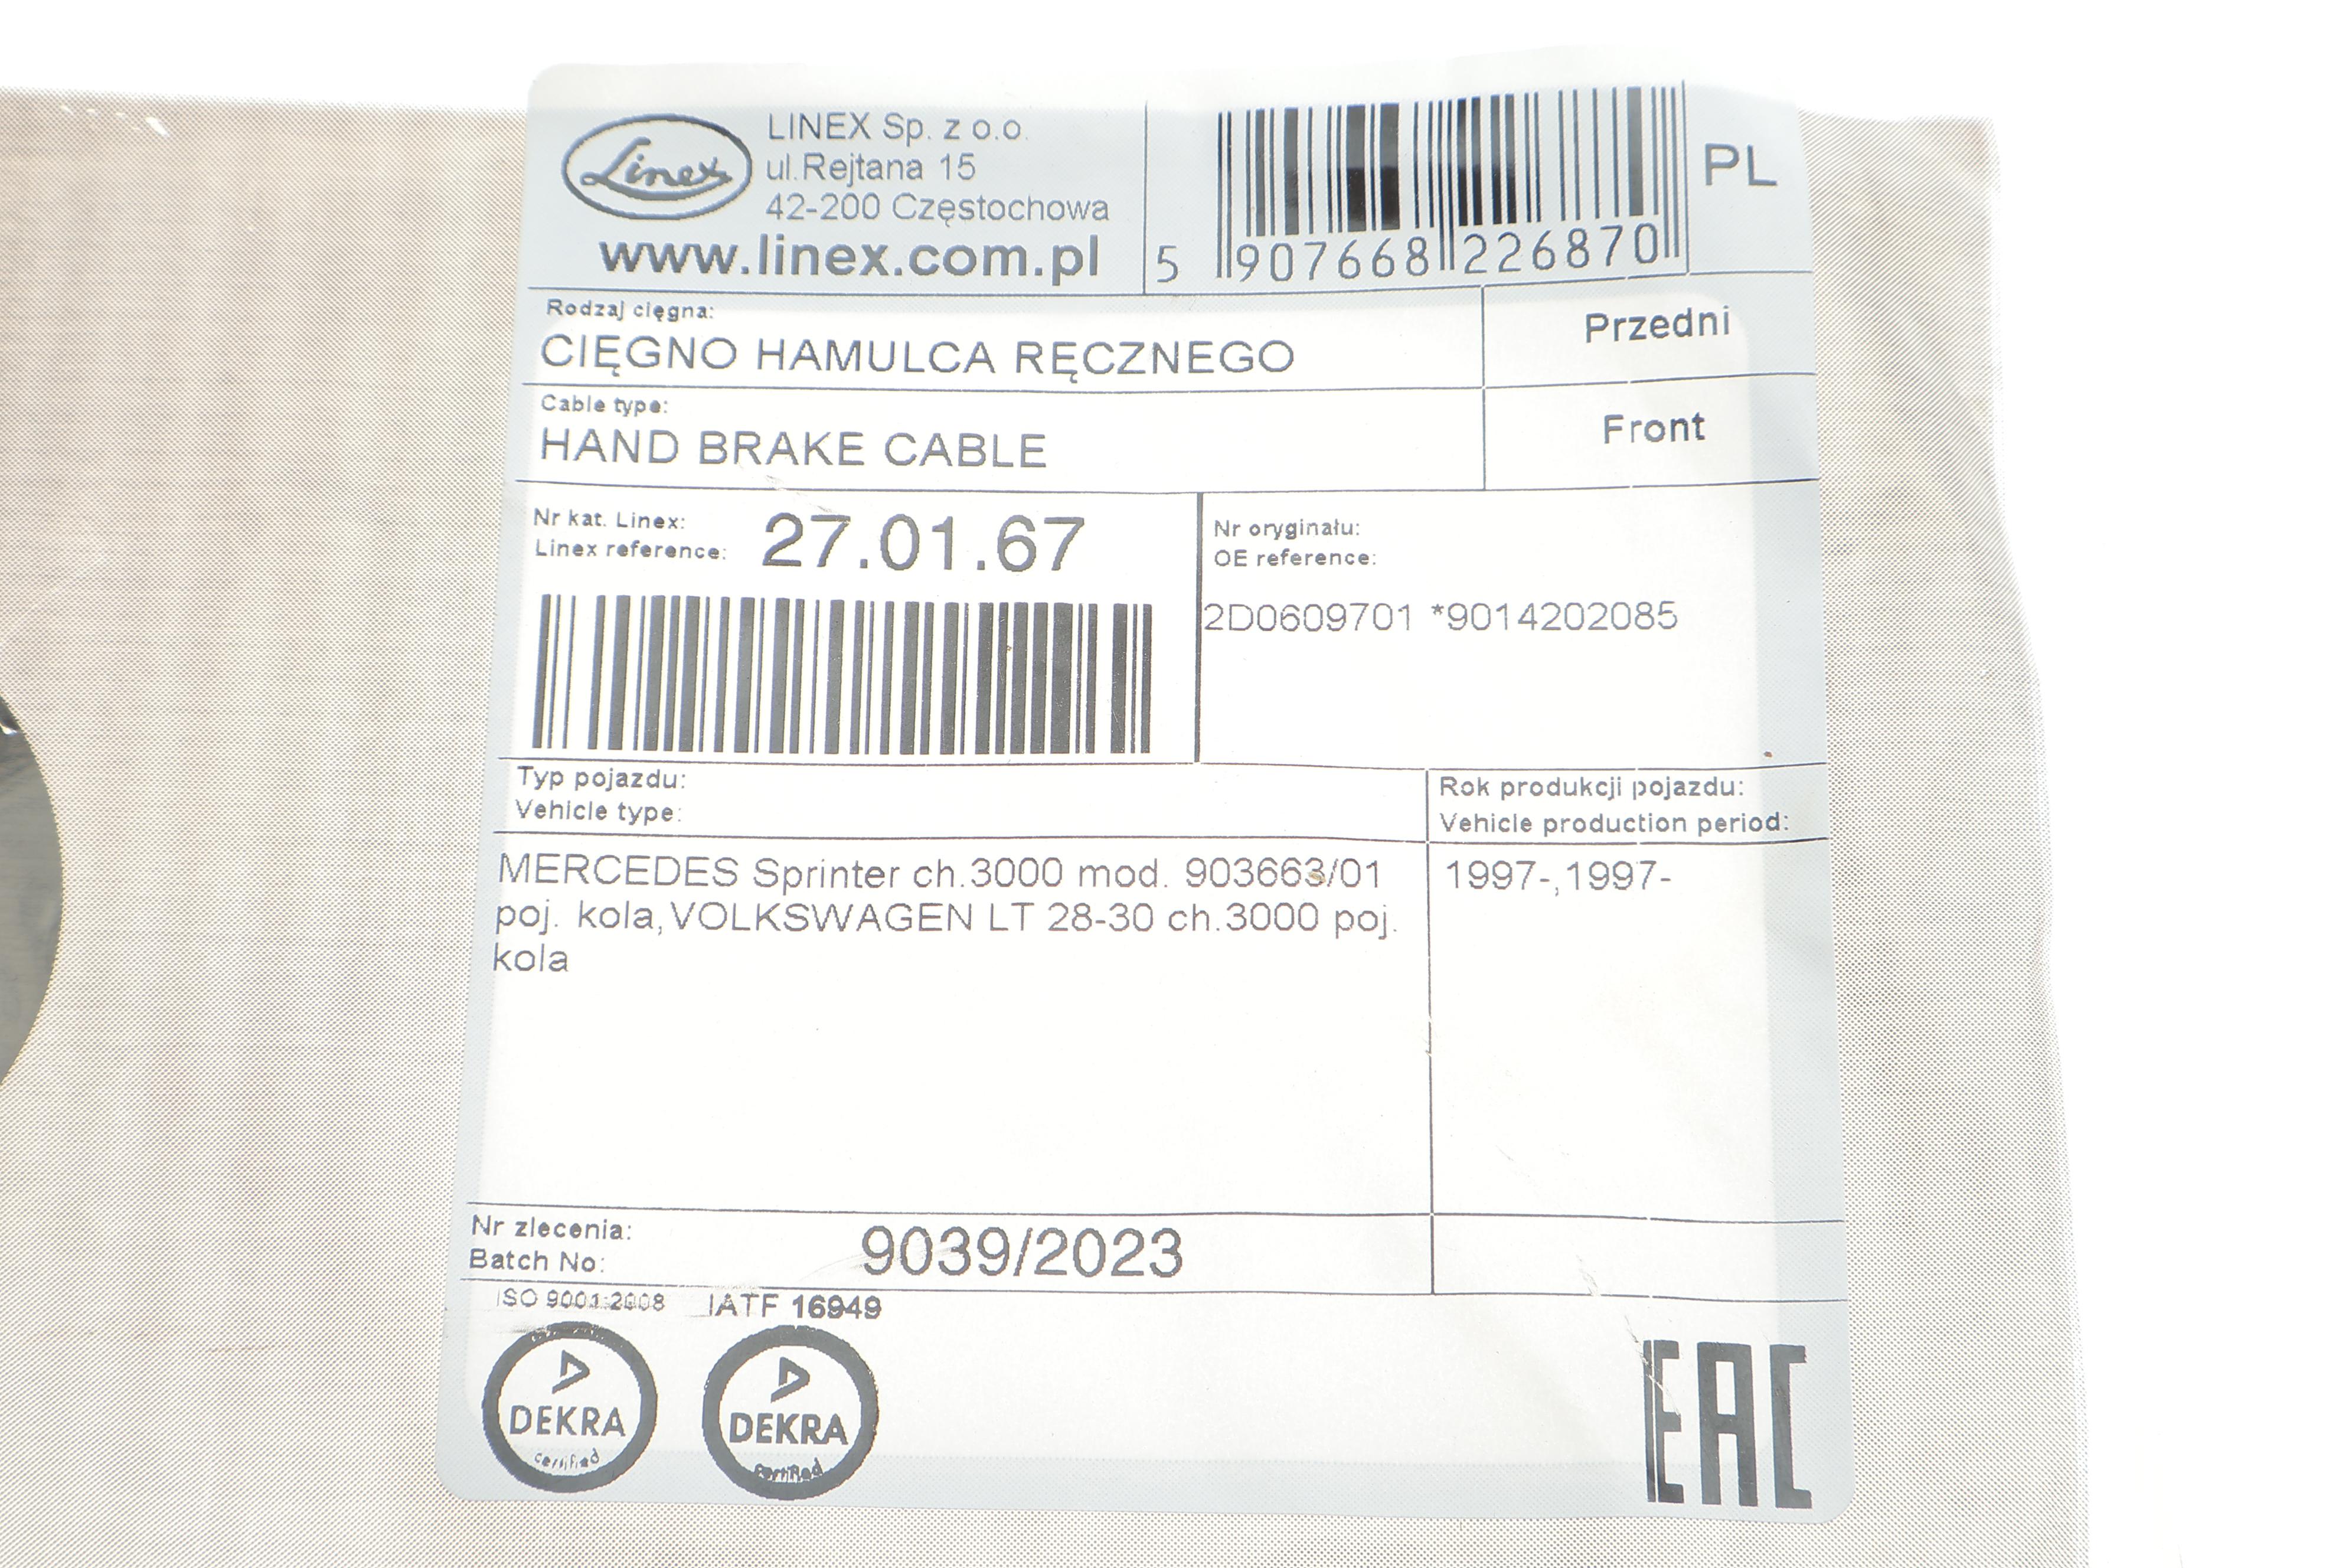 Linex
LINEX Sp. z o.o.
ul.Rejtana 15
42-200 Częstochowa
www.linex.com.pl
5 907668 226870
PL
Rodzaj cięgna:
CIĘGNO HAMULCA RĘCZNEGO
Przedni
Cable type:
HAND BRAKE CABLE
Front
Nr kat. Linex:
Linex reference:
27.01.67
Nr oryginału:
OE reference:
2D0609701 *9014202085
Typ pojazdu:
Vehicle type:
Rok produkcji pojazdu:
Vehicle production period:
MERCEDES Sprinter ch.3000 mod. 903663/01
poj. kola,VOLKSWAGEN LT 28-30 ch.3000 poj.
kola
1997-,1997-
Nr zlecenia:
Batch No:
9039/2023
ISO 9001:2008
IATF 16949
DEKRA
certified
DEKRA
certified
EAC